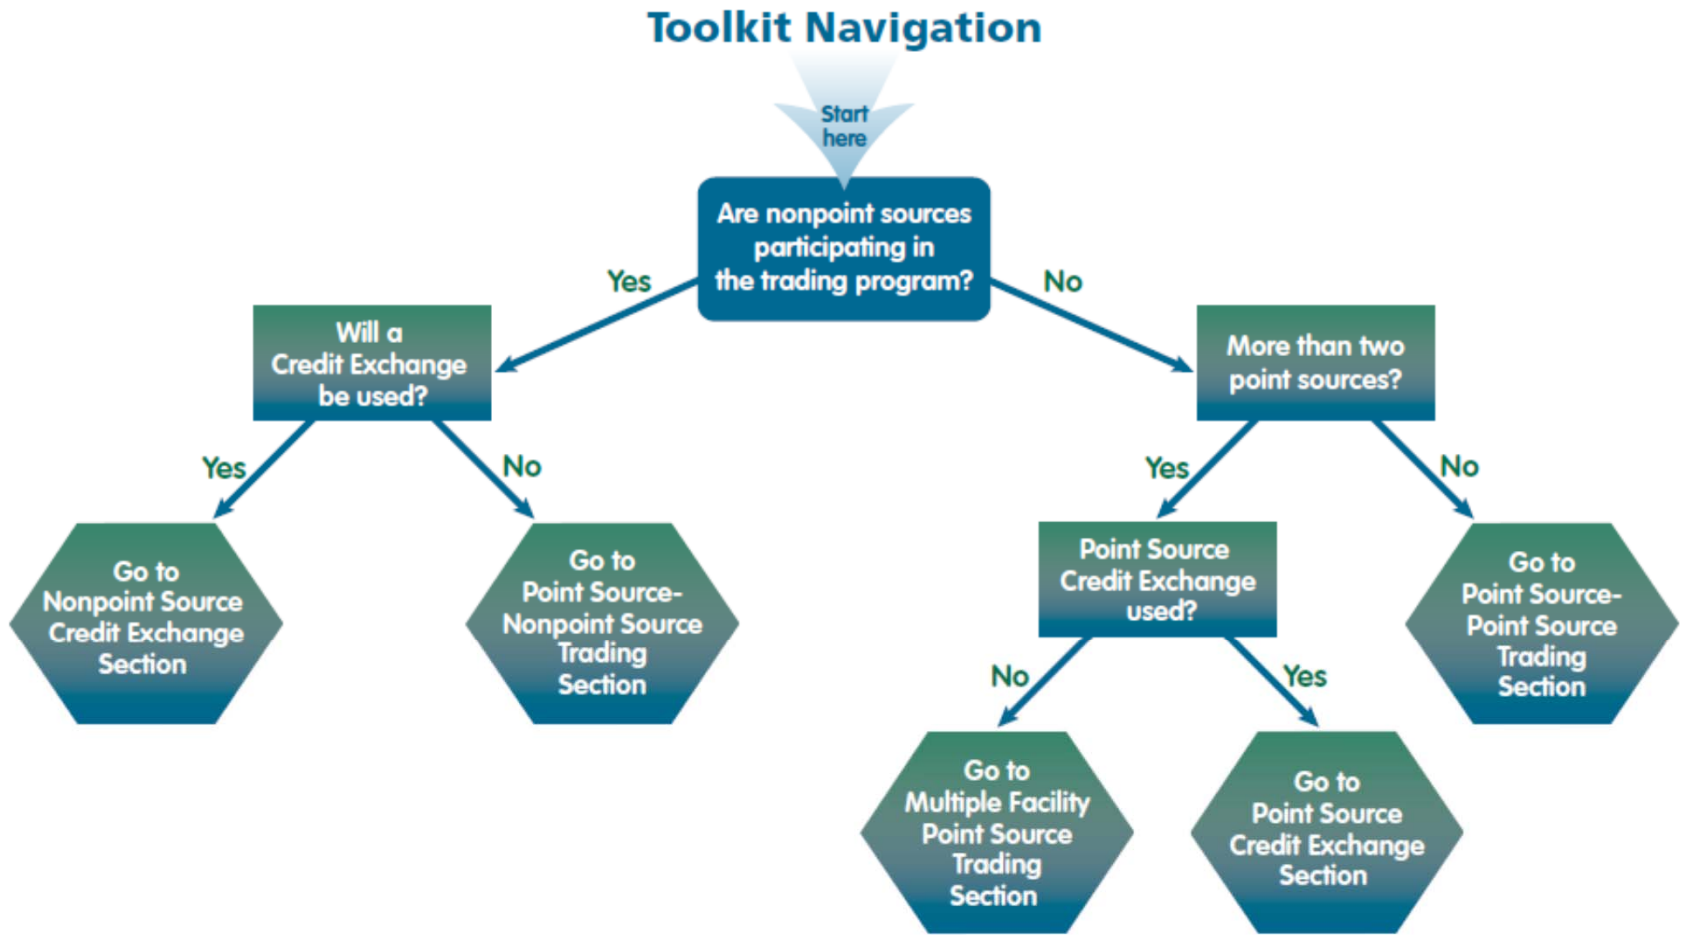 Toolkit Navigation
Start
here
Are nonpoint sources
participating in
the trading program?
Yes
No
Will a
Credit Exchange
be used?
More than two
point sources?
Yes
No
Yes
No
Go to
Nonpoint Source
Credit Exchange
Section
Go to
Point Source-
Nonpoint Source
Trading
Section
Point Source
Credit Exchange
used?
Go to
Point Source-
Point Source
Trading
Section
No
Yes
Go to
Multiple Facility
Point Source
Trading
Section
Go to
Point Source
Credit Exchange
Section